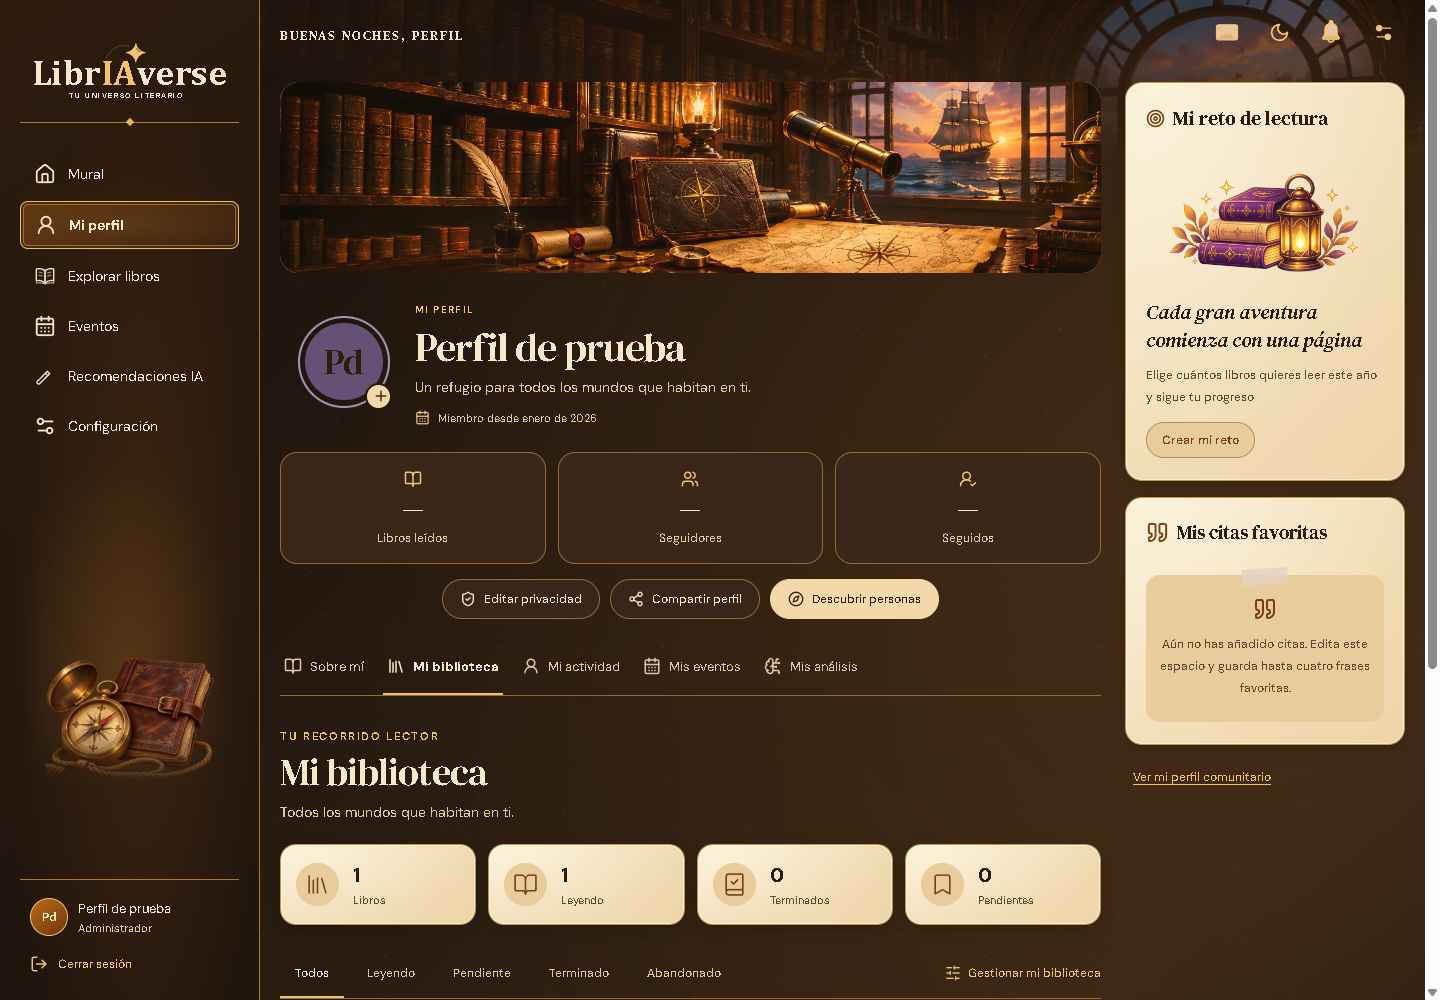 LibrIAverse
TU UNIVERSO LITERARIO
Mural
Mi perfil
Explorar libros
Eventos
Recomendaciones IA
Configuración
Pd
Perfil de prueba
Administrador
Cerrar sesión
BUENAS NOCHES, PERFIL
Pd
MI PERFIL
Perfil de prueba
Un refugio para todos los mundos que habitan en ti.
Miembro desde enero de 2026
—
Libros leídos
—
Seguidores
—
Seguidos
Editar privacidad
Compartir perfil
Descubrir personas
Sobre mí
Mi biblioteca
Mi actividad
Mis eventos
Mis análisis
TU RECORRIDO LECTOR
Mi biblioteca
Todos los mundos que habitan en ti.
1
Libros
1
Leyendo
0
Terminados
0
Pendientes
Todos
Leyendo
Pendiente
Terminado
Abandonado
Gestionar mi biblioteca
Mi reto de lectura
Cada gran aventura
comienza con una página
Elige cuántos libros quieres leer este año
y sigue tu progreso
Crear mi reto
Mis citas favoritas
Aún no has añadido citas. Edita este
espacio y guarda hasta cuatro frases
favoritas.
Ver mi perfil comunitario